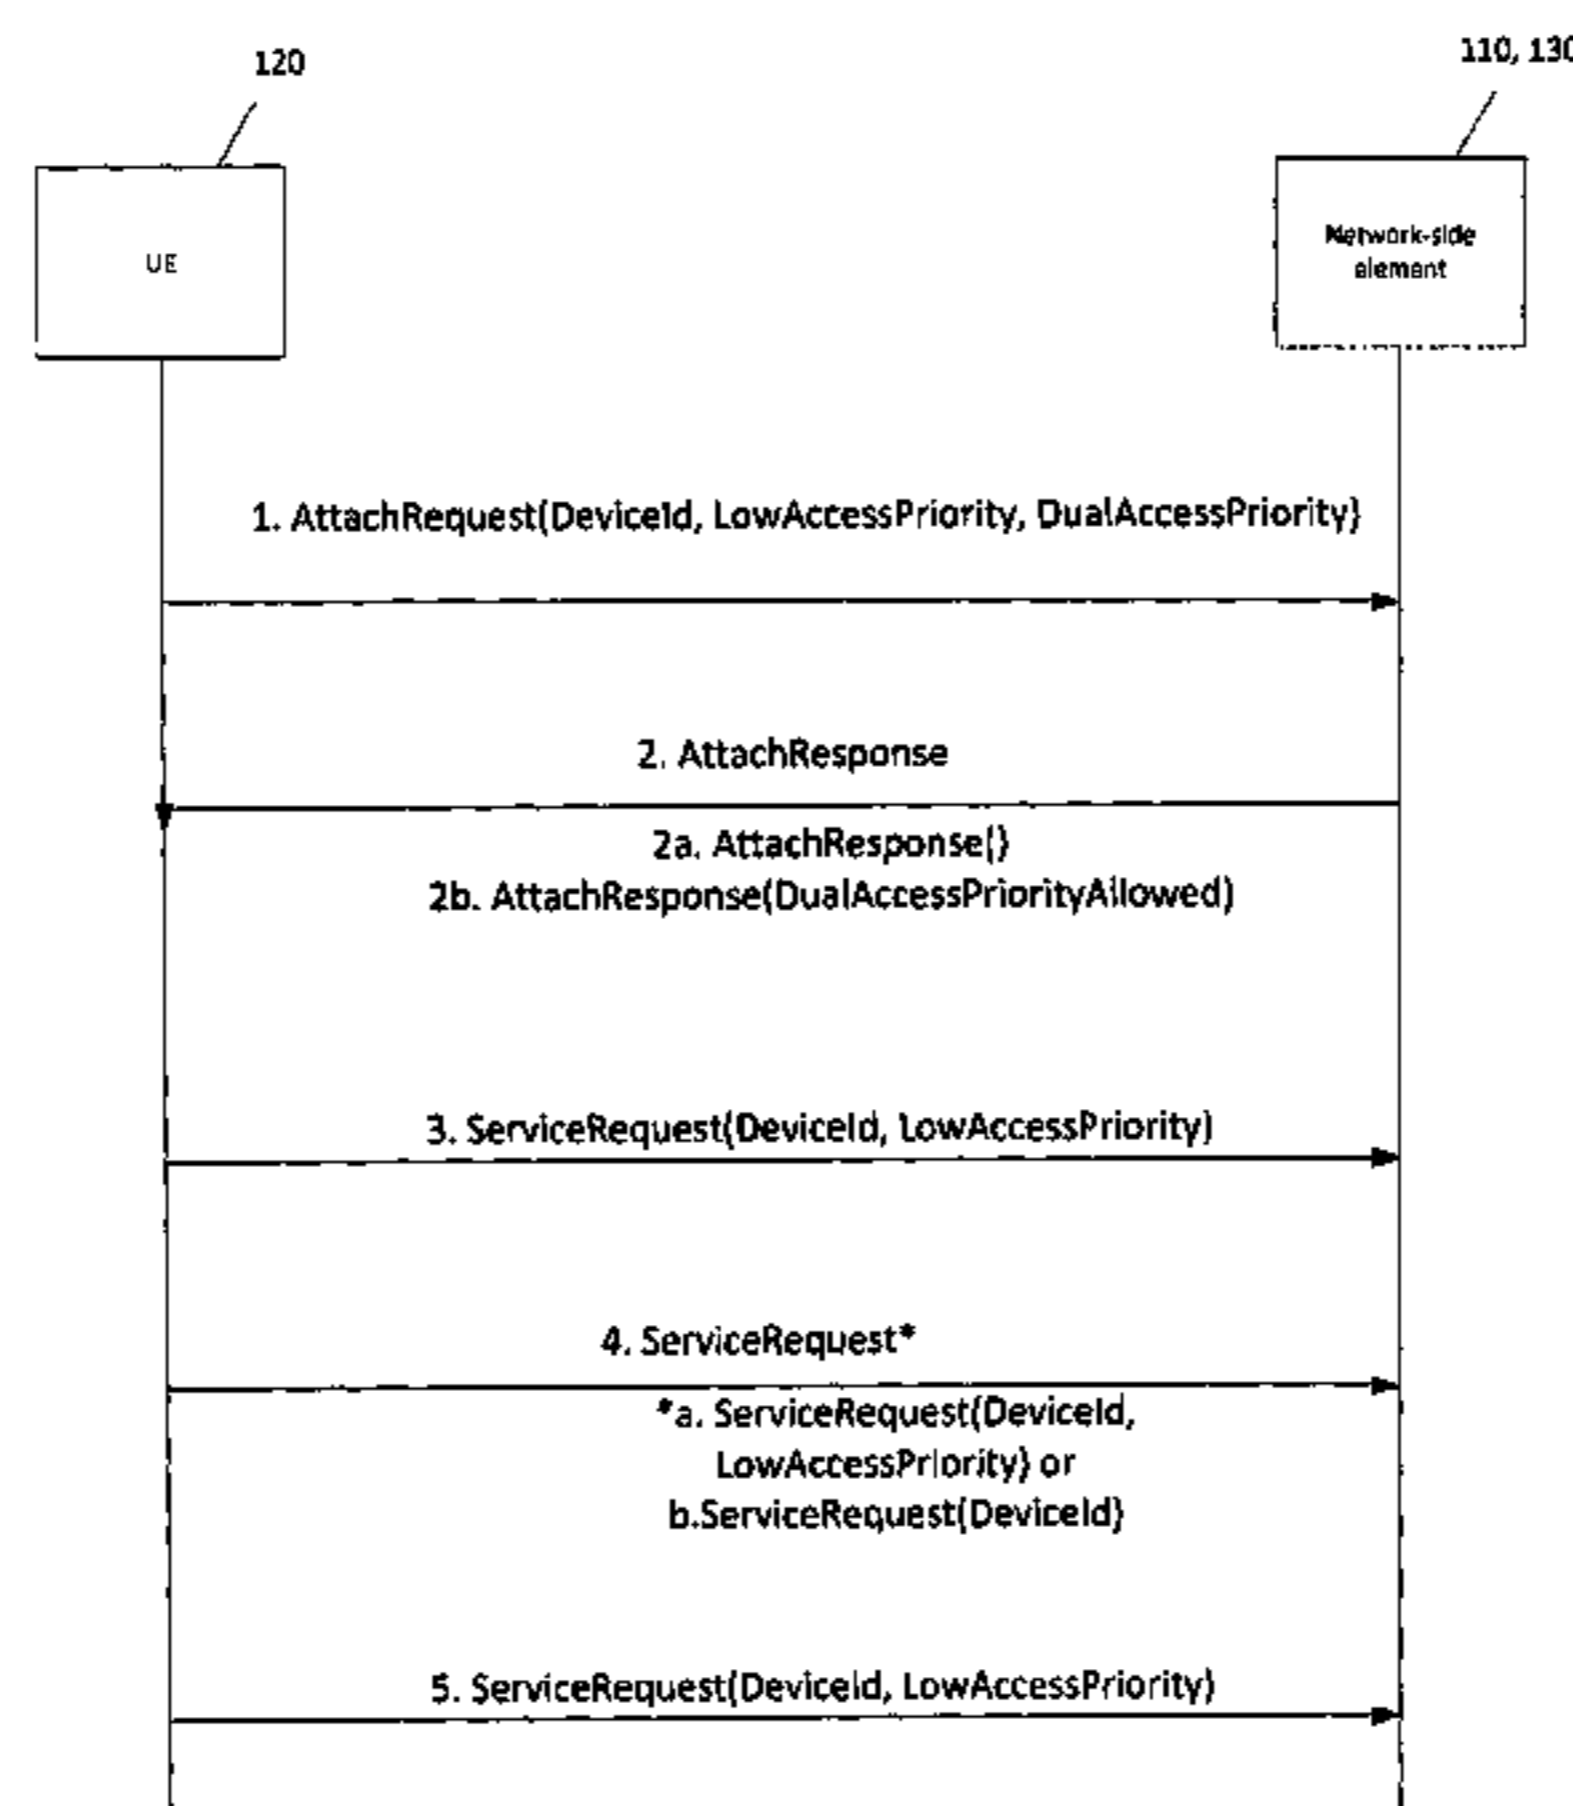 120
110, 130
UE
Network-side
element
1. AttachRequest(DeviceId, LowAccessPriority, DualAccessPriority)
2. AttachResponse
2a. AttachResponse()
2b. AttachResponse(DualAccessPriorityAllowed)
3. ServiceRequest(DeviceId, LowAccessPriority)
4. ServiceRequest*
*a. ServiceRequest(DeviceId,
LowAccessPriority) or
b.ServiceRequest(DeviceId)
5. ServiceRequest(DeviceId, LowAccessPriority)